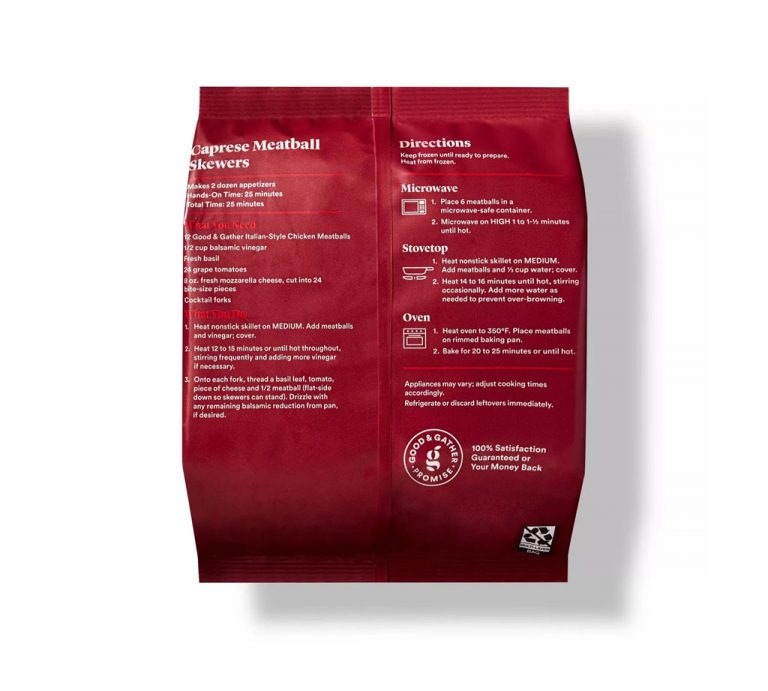 Caprese Meatball
Skewers
Makes 2 dozen appetizers
Hands-On Time: 25 minutes
Total Time: 25 minutes
What You Need
12 Good & Gather Italian-Style Chicken Meatballs
1/2 cup balsamic vinegar
Fresh basil
24 grape tomatoes
8 oz. fresh mozzarella cheese, cut into 24
bite-size pieces
Cocktail forks
What You Do
1. Heat nonstick skillet on MEDIUM. Add meatballs
and vinegar; cover.
2. Heat 12 to 15 minutes or until hot throughout,
stirring frequently and adding more vinegar
if necessary.
3. Onto each fork, thread a basil leaf, tomato,
piece of cheese and 1/2 meatball (flat-side
down so skewers can stand). Drizzle with
any remaining balsamic reduction from pan,
if desired.
Directions
Keep frozen until ready to prepare.
Heat from frozen.
Microwave
1. Place 6 meatballs in a
microwave-safe container.
2. Microwave on HIGH 1 to 1-½ minutes
until hot.
Stovetop
1. Heat nonstick skillet on MEDIUM.
Add meatballs and ⅓ cup water; cover.
2. Heat 14 to 16 minutes until hot, stirring
occasionally. Add more water as
needed to prevent over-browning.
Oven
1. Heat oven to 350°F. Place meatballs
on rimmed baking pan.
2. Bake for 20 to 25 minutes or until hot.
Appliances may vary; adjust cooking times
accordingly.
Refrigerate or discard leftovers immediately.
GOOD & GATHER
g
PROMISE
100% Satisfaction
Guaranteed or
Your Money Back